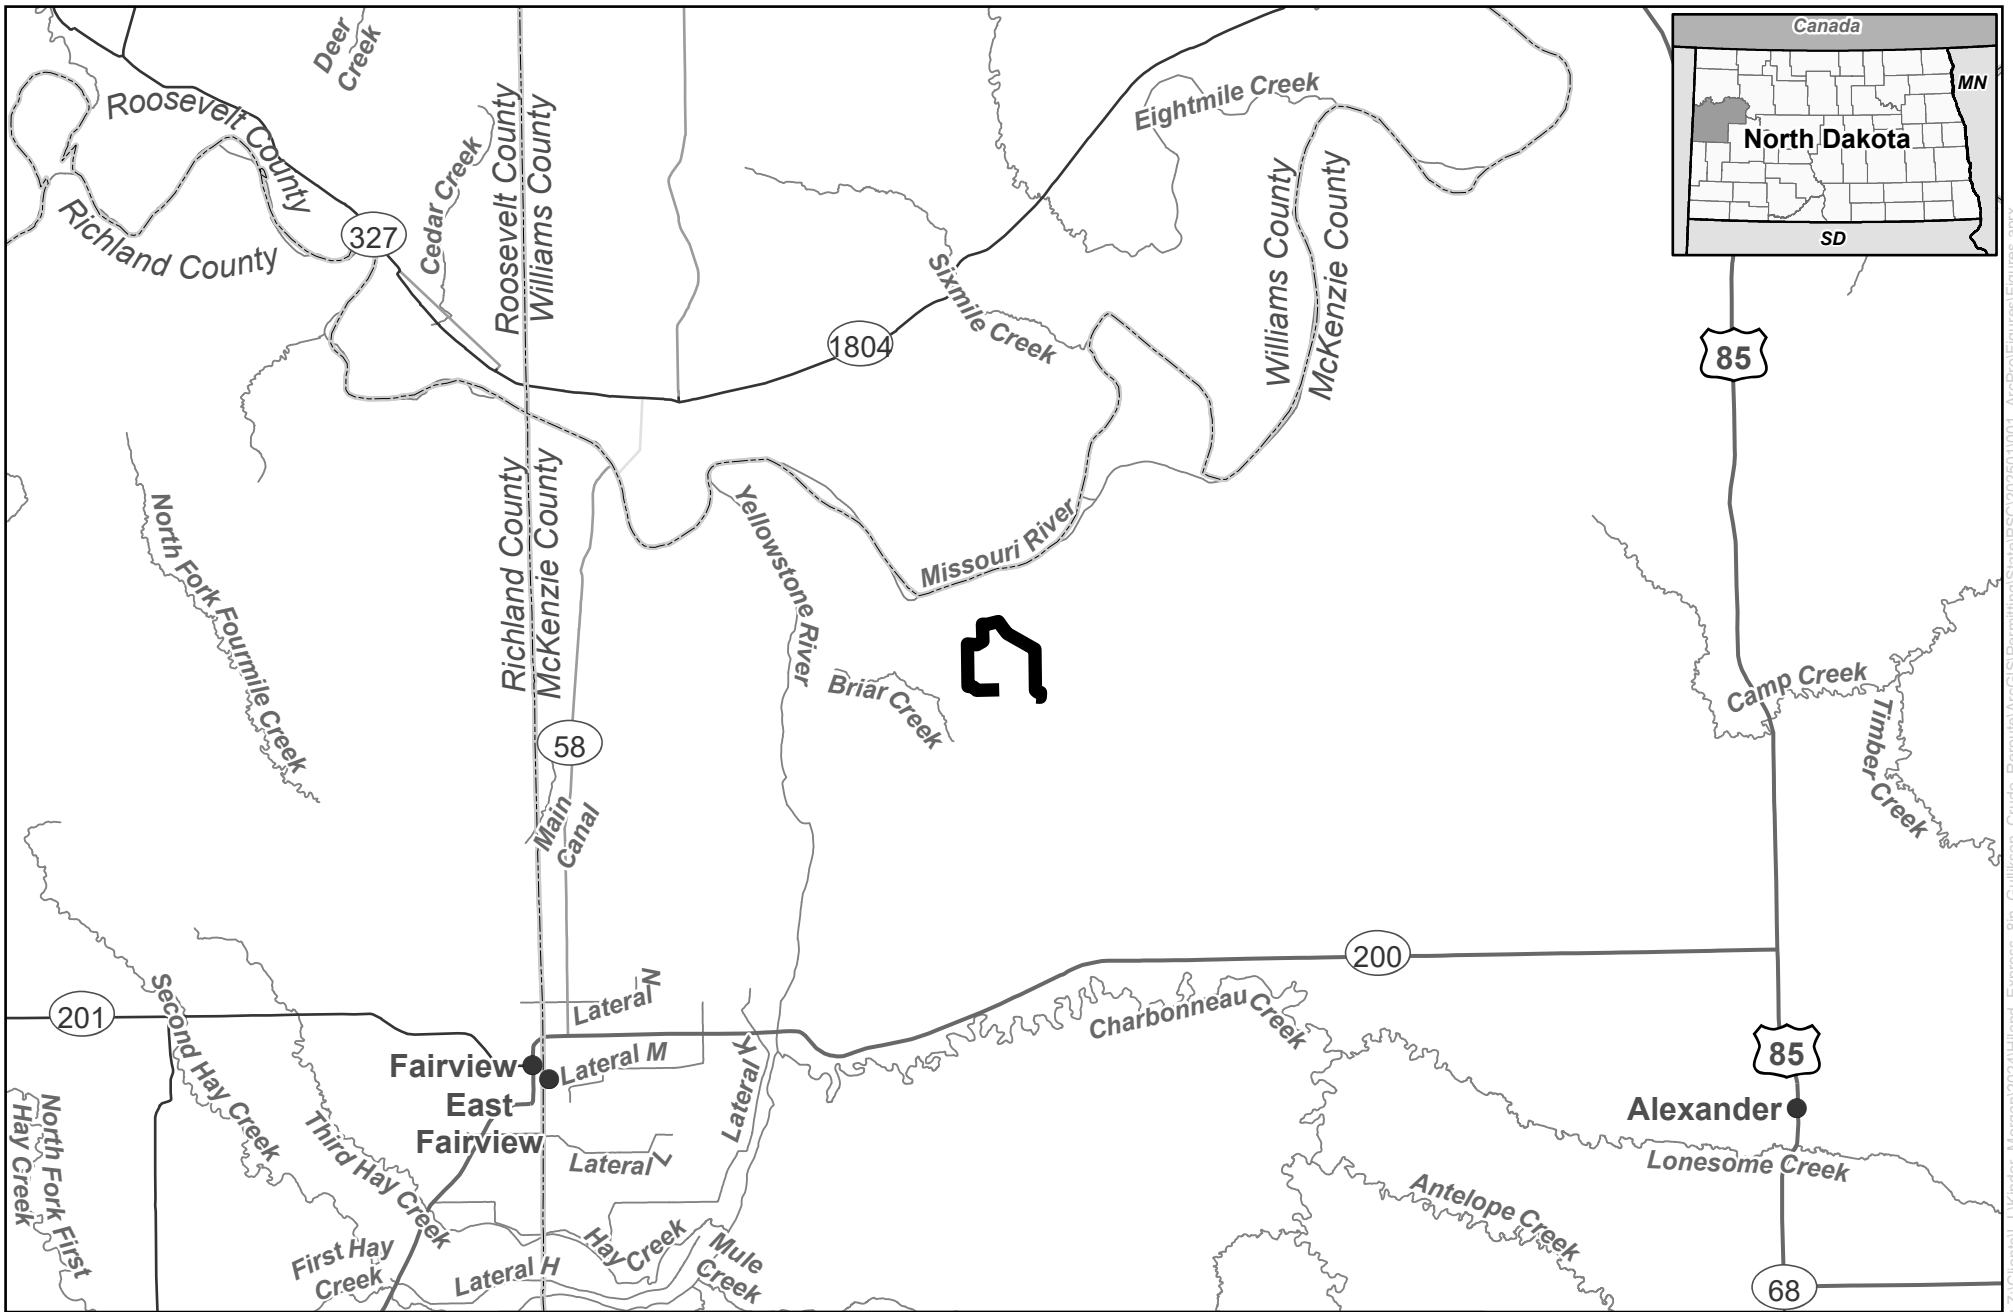 Canada
MN
North Dakota
SD
Deer
Creek
Roosevelt County
Richland County
327
Cedar Creek
Roosevelt County
Williams County
Eightmile Creek
Williams County
McKenzie County
Sixmile Creek
1804
85
Richland County
McKenzie County
North Fork Fourmile Creek
Yellowstone River
Missouri River
Briar Creek
58
Main
Canal
Camp Creek
Timber Creek
200
201
Second Hay Creek
Lateral N
Charbonneau Creek
Fairview
Lateral M
East
Fairview
Lateral K
85
Alexander
Lonesome Creek
North Fork First
Hay Creek
Third Hay Creek
Lateral L
Antelope Creek
First Hay
Creek
Lateral H
Hay Creek
Mule
Creek
68